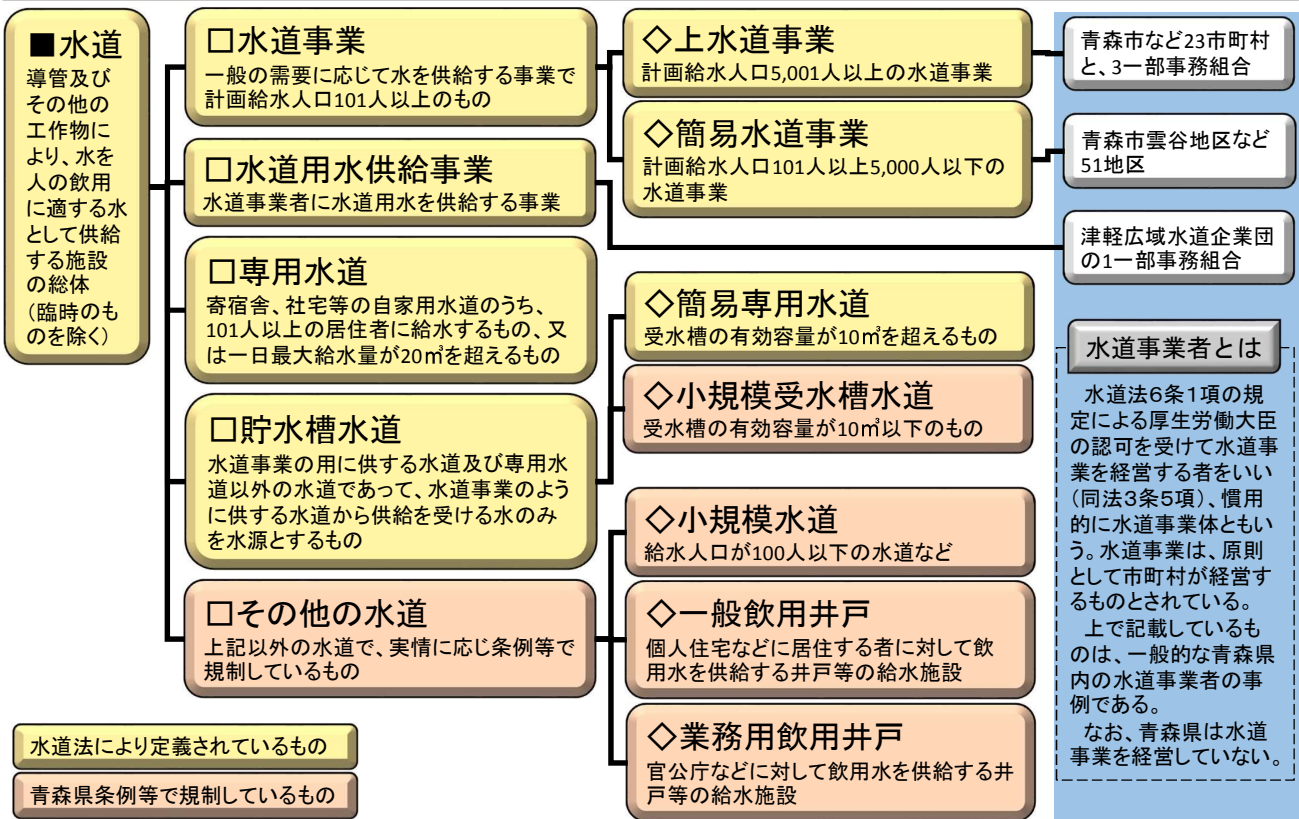 ■水道
導管及び
その他の
工作物に
より、水を
人の飲用
に適する水
として供給
する施設
の総体
(臨時のも
のを除く)
□水道事業
一般の需要に応じて水を供給する事業で
計画給水人口101人以上のもの
□水道用水供給事業
水道事業者に水道用水を供給する事業
□専用水道
寄宿舎、社宅等の自家用水道のうち、
101人以上の居住者に給水するもの、又
は一日最大給水量が20㎥を超えるもの
□貯水槽水道
水道事業の用に供する水道及び専用水
道以外の水道であって、水道事業のよう
に供する水道から供給を受ける水のみ
を水源とするもの
□その他の水道
上記以外の水道で、実情に応じ条例等で
規制しているもの
◇上水道事業
計画給水人口5,001人以上の水道事業
◇簡易水道事業
計画給水人口101人以上5,000人以下の
水道事業
◇簡易専用水道
受水槽の有効容量が10㎥を超えるもの
◇小規模受水槽水道
受水槽の有効容量が10㎥以下のもの
◇小規模水道
給水人口が100人以下の水道など
◇一般飲用井戸
個人住宅などに居住する者に対して飲
用水を供給する井戸等の給水施設
◇業務用飲用井戸
官公庁などに対して飲用水を供給する井
戸等の給水施設
青森市など23市町村
と、3一部事務組合
青森市雲谷地区など
51地区
津軽広域水道企業団
の1一部事務組合
水道事業者とは
水道法6条1項の規
定による厚生労働大臣
の認可を受けて水道事
業を経営する者をいい
(同法3条5項)、慣用
的に水道事業体ともい
う。水道事業は、原則
として市町村が経営す
るものとされている。
上で記載しているも
のは、一般的な青森県
内の水道事業者の事
例である。
なお、青森県は水道
事業を経営していない。
水道法により定義されているもの
青森県条例等で規制しているもの